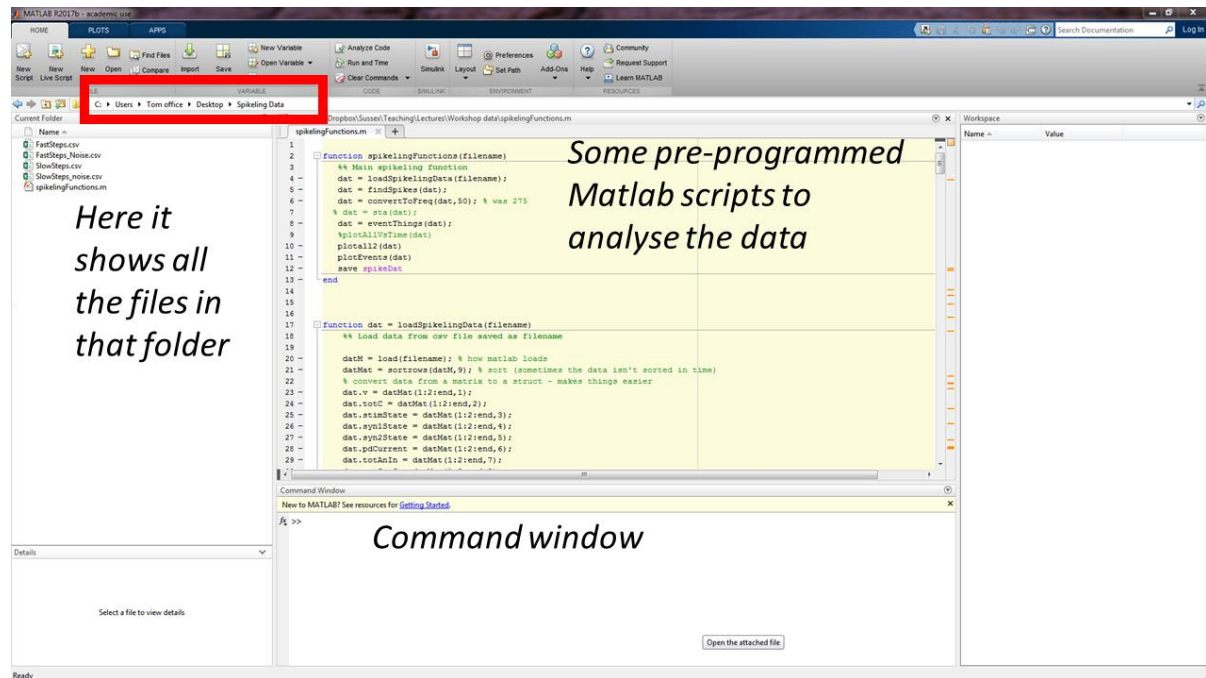 MATLAB R2017b - academic use
HOME PLOTS APPS
Search Documentation Log In
New Script
New Live Script
New
Open
Find Files
Compare
Import
Save
New Variable
Open Variable
Analyze Code
Run and Time
Clear Commands
Simulink
Layout
Preferences
Set Path
Add-Ons
Help
Community
Request Support
Learn MATLAB
VARIABLE CODE SIMULINK ENVIRONMENT RESOURCES
C: Users Tom office Desktop Spikeling Data
Current Folder
Name
FastSteps.csv
FastSteps_Noise.csv
SlowSteps.csv
SlowSteps_noise.csv
spikelingFunctions.m
Here it
shows all
the files in
that folder
Details
Select a file to view details
Ready
Dropbox\Sussex\Teaching\Lectures\Workshop data\spikelingFunctions.m
spikelingFunctions.m
Some pre-programmed
Matlab scripts to
analyse the data
1
2 function spikelingFunctions(filename)
3 %% Main spikeling function
4 - dat = loadSpikelingData(filename);
5 - dat = findSpikes(dat);
6 - dat = convertToFreq(dat,50); % was 275
7 % dat = sta(dat);
8 - dat = eventThings(dat);
9 %plotAllVsTime(dat)
10 - plotall2(dat)
11 - plotEvents(dat)
12 - save spikeDat
13 - end
14
15
16
17 function dat = loadSpikelingData(filename)
18 %% Load data from csv file saved as filename
19
20 - datM = load(filename); % how matlab loads
21 - datMat = sortrows(datM,9); % sort (sometimes the data isn't sorted in time)
22 % convert data from a matrix to a struct - makes things easier
23 - dat.v = datMat(1:2:end,1);
24 - dat.totC = datMat(1:2:end,2);
25 - dat.stimState = datMat(1:2:end,3);
26 - dat.syn1State = datMat(1:2:end,4);
27 - dat.syn2State = datMat(1:2:end,5);
28 - dat.pdCurrent = datMat(1:2:end,6);
29 - dat.totAnIn = datMat(1:2:end,7);
Command Window
New to MATLAB? See resources for Getting Started.
fx >>
Command window
Open the attached file
Workspace
Name Value